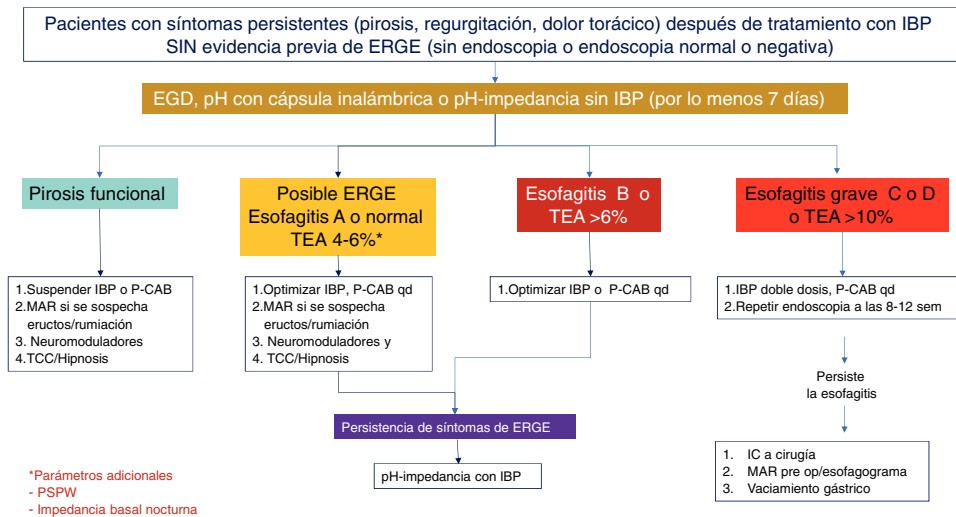 Pacientes con síntomas persistentes (pirosis, regurgitación, dolor torácico) después de tratamiento con IBP
SIN evidencia previa de ERGE (sin endoscopia o endoscopia normal o negativa)
EGD, pH con cápsula inalámbrica o pH-impedancia sin IBP (por lo menos 7 días)
Pirosis funcional
Posible ERGE
Esofagitis A o normal
TEA 4-6%*
Esofagitis B o
TEA >6%
Esofagitis grave C o D
o TEA >10%
1.Suspender IBP o P-CAB
2.MAR si se sospecha
eructos/rumiación
3. Neuromoduladores
4.TCC/Hipnosis
1. Optimizar IBP, P-CAB qd
2.MAR si se sospecha
eructos/rumiación
3. Neuromoduladores y
4. TCC/Hipnosis
1.Optimizar IBP o P-CAB qd
1.IBP doble dosis, P-CAB qd
2.Repetir endoscopia a las 8-12 sem
Persiste
la esofagitis
Persistencia de síntomas de ERGE
pH-impedancia con IBP
1. IC a cirugía
2. MAR pre op/esofagograma
3. Vaciamiento gástrico
*Parámetros adicionales
- PSPW
- Impedancia basal nocturna